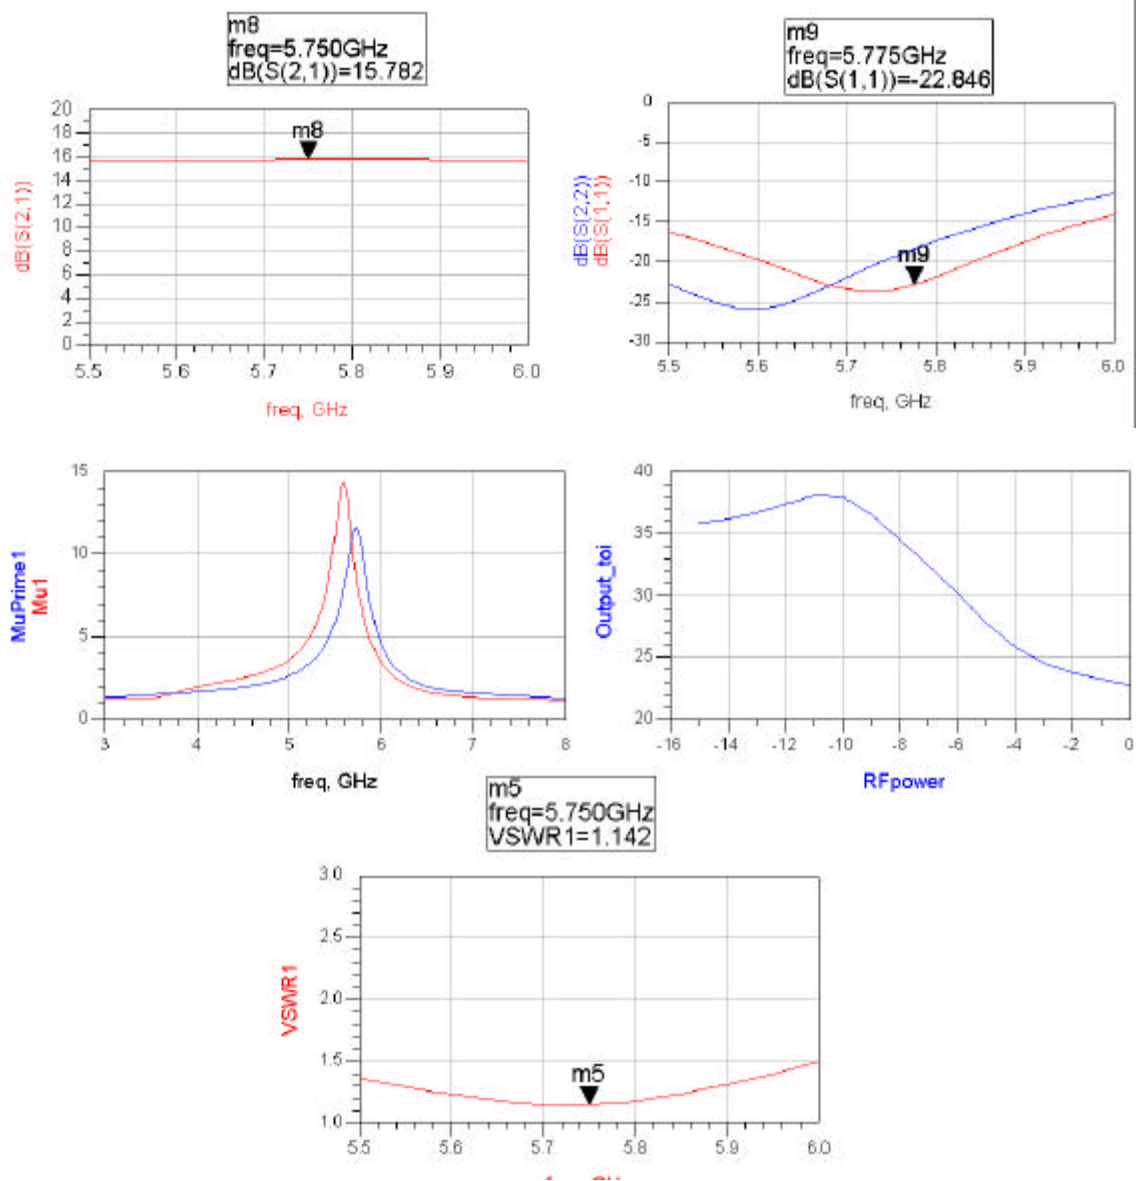 m8
freq=5.750GHz
dB(S(2,1))=15.782
m9
freq=5.775GHz
dB(S(1,1))=-22.846
20
18
16
14
12
10
8
6
4
2
0
dB(S(2,1))
m8
5.5 5.6 5.7 5.8 5.9 6.0
freq, GHz
0
-5
-10
-15
-20
-25
-30
dB(S(2,2))
dB(S(1,1))
m9
5.5 5.6 5.7 5.8 5.9 6.0
freq, GHz
15
10
5
0
MuPrime1
Mu1
3 4 5 6 7 8
freq, GHz
40
35
30
25
20
Output_toi
-16 -14 -12 -10 -8 -6 -4 -2 0
RFpower
m5
freq=5.750GHz
VSWR1=1.142
3.0
2.5
2.0
1.5
1.0
VSWR1
m5
5.5 5.6 5.7 5.8 5.9 6.0